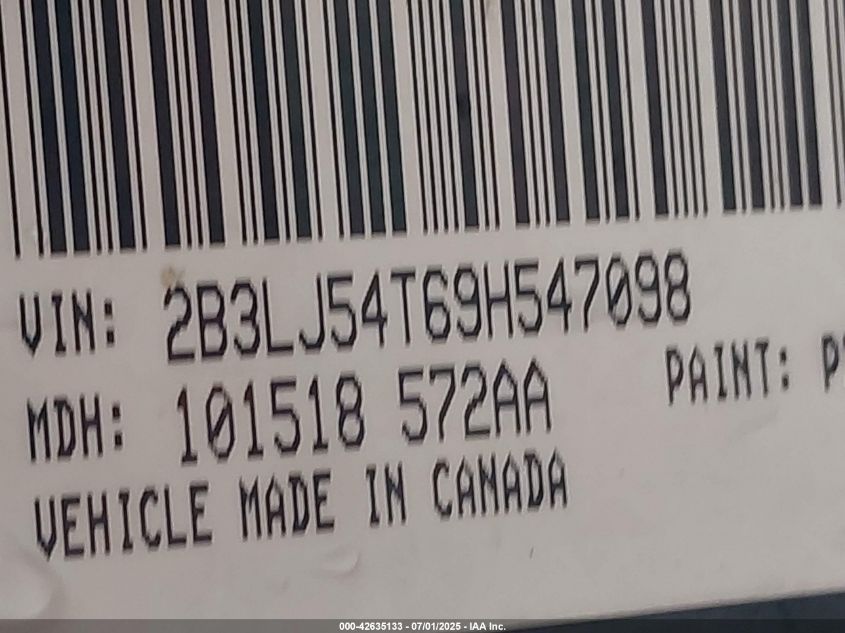 VIN: 2B3LJ54T69H547098
MDH: 101518 572AA
PAINT: P
VEHICLE MADE IN CANADA
000-42635133 - 07/01/2025 - IAA Inc.